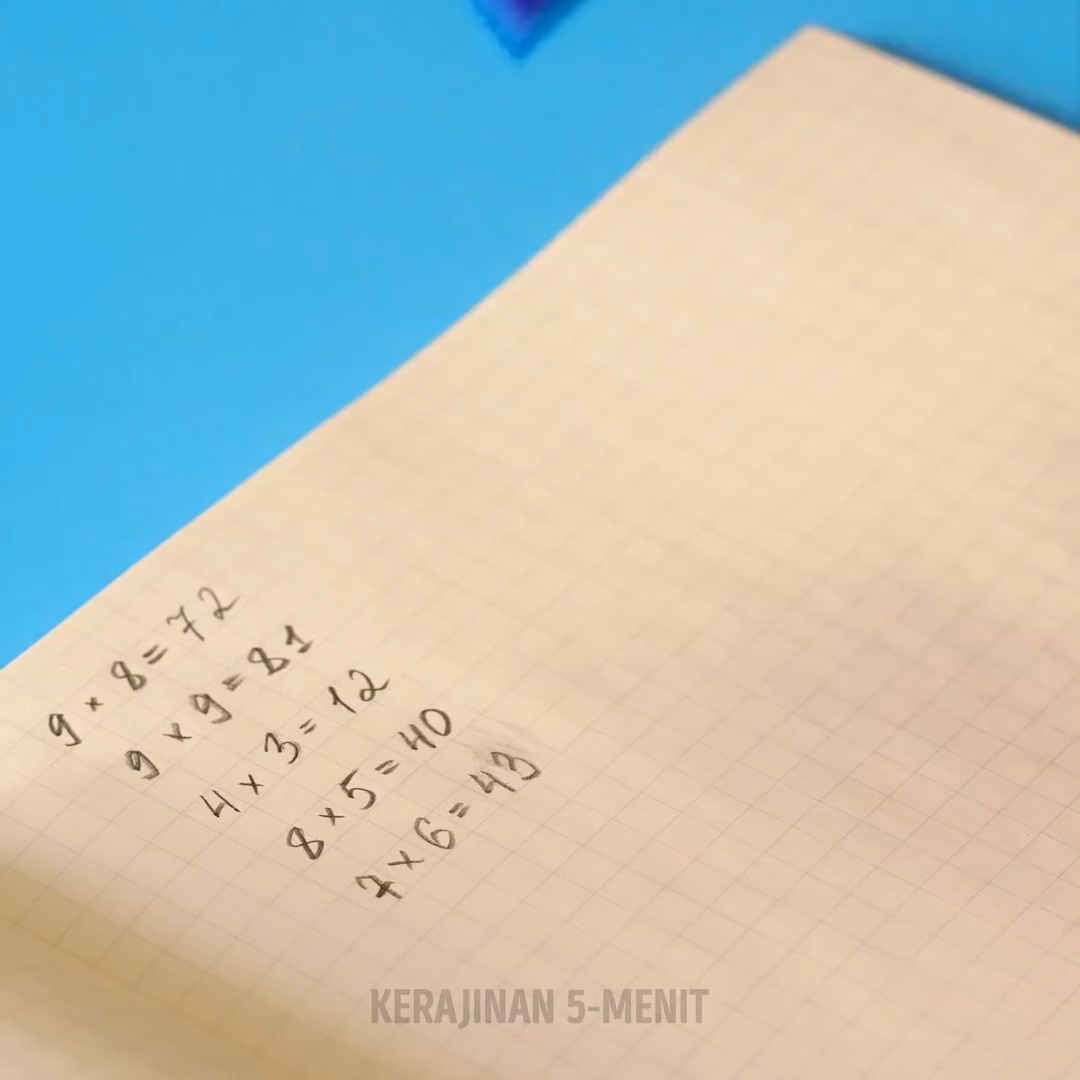 9 × 8 = 72
9 × 9 = 81
4 × 3 = 12
8 × 5 = 40
7 × 6 = 43
KERAJINAN 5-MENIT